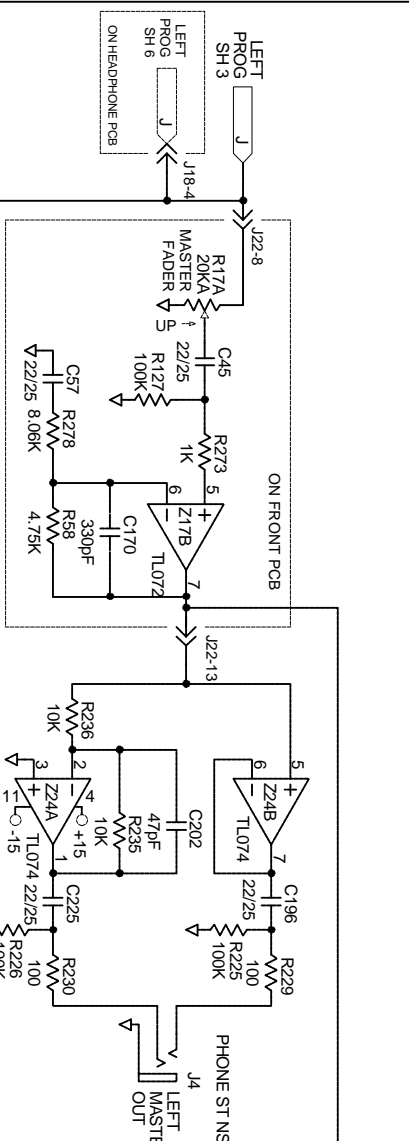 LEFT
PROG
SH 3
J
LEFT
PROG
SH 6
J
ON HEADPHONE PCB
J18-4
J22-8
R17A
20KA
MASTER
FADER
UP
C45
22/25
R127
100K
R273
1K
ON FRONT PCB
C57
22/25
R278
8.06K
R58
4.75K
C170
330pF
5
6
+
−
Z17B
7
TL072
J22-13
R236
10K
5
6
+
−
Z24B
7
TL074
C202
47pF
R235
10K
2
3
−
+
4
11
Z24A
+15
-15
1
TL074
C196
22/25
R225
100K
R229
100
C225
22/25
R226
100K
R230
100
PHONE ST NS
J4
LEFT
MASTE
OUT